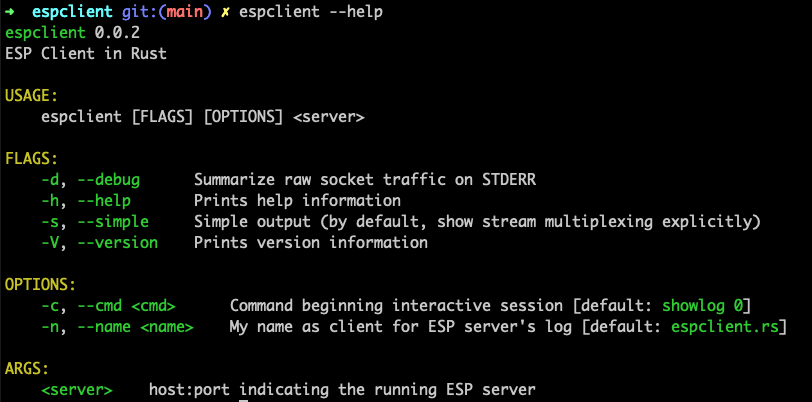 ➜  espclient git:(main) ✗ espclient --help
espclient 0.0.2
ESP Client in Rust

USAGE:
    espclient [FLAGS] [OPTIONS] <server>

FLAGS:
    -d, --debug      Summarize raw socket traffic on STDERR
    -h, --help       Prints help information
    -s, --simple     Simple output (by default, show stream multiplexing explicitly)
    -V, --version    Prints version information

OPTIONS:
    -c, --cmd <cmd>      Command beginning interactive session [default: showlog 0]
    -n, --name <name>    My name as client for ESP server's log [default: espclient.rs]

ARGS:
    <server>    host:port indicating the running ESP server